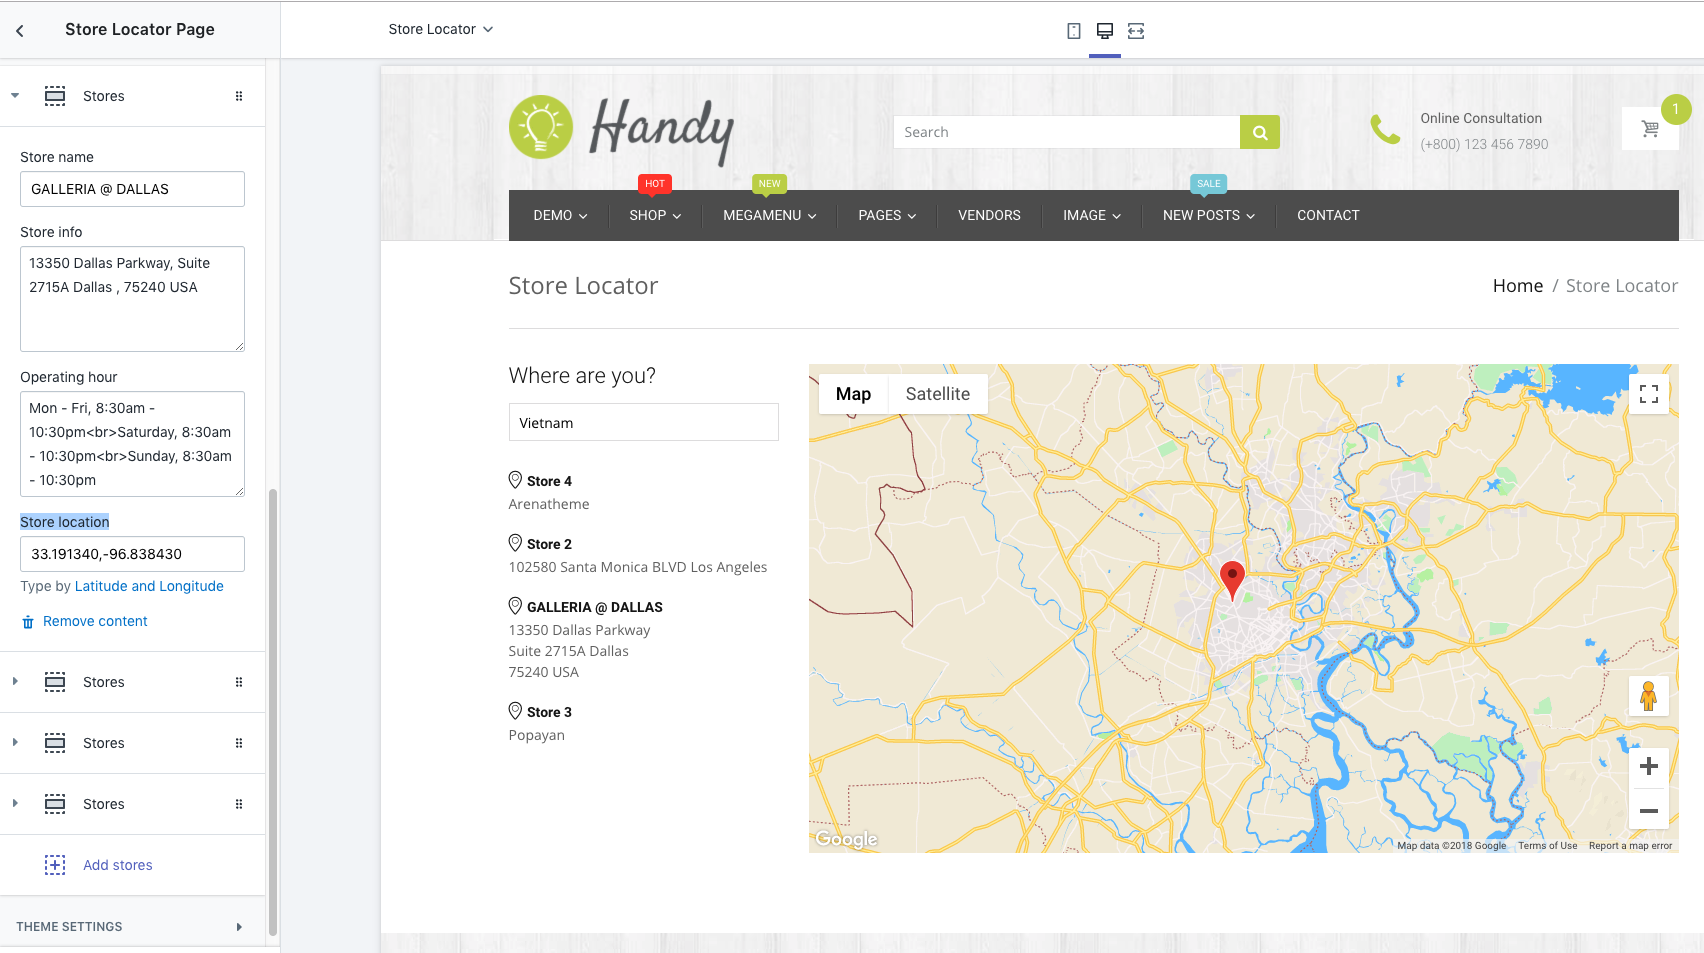 Store Locator Page
Stores
Store name
GALLERIA @ DALLAS
Store info
13350 Dallas Parkway, Suite
2715A Dallas , 75240 USA
Operating hour
Mon - Fri, 8:30am -
10:30pm<br>Saturday, 8:30am
- 10:30pm<br>Sunday, 8:30am
- 10:30pm
Store location
33.191340,-96.838430
Type by Latitude and Longitude
Remove content
Stores
Stores
Stores
Add stores
THEME SETTINGS
Store Locator
Handy
Search
Online Consultation
(+800) 123 456 7890
1
HOT
NEW
SALE
DEMO
SHOP
MEGAMENU
PAGES
VENDORS
IMAGE
NEW POSTS
CONTACT
Store Locator
Home / Store Locator
Where are you?
Vietnam
Store 4
Arenatheme
Store 2
102580 Santa Monica BLVD Los Angeles
GALLERIA @ DALLAS
13350 Dallas Parkway
Suite 2715A Dallas
75240 USA
Store 3
Popayan
Map
Satellite
Google
Map data ©2018 Google
Terms of Use
Report a map error